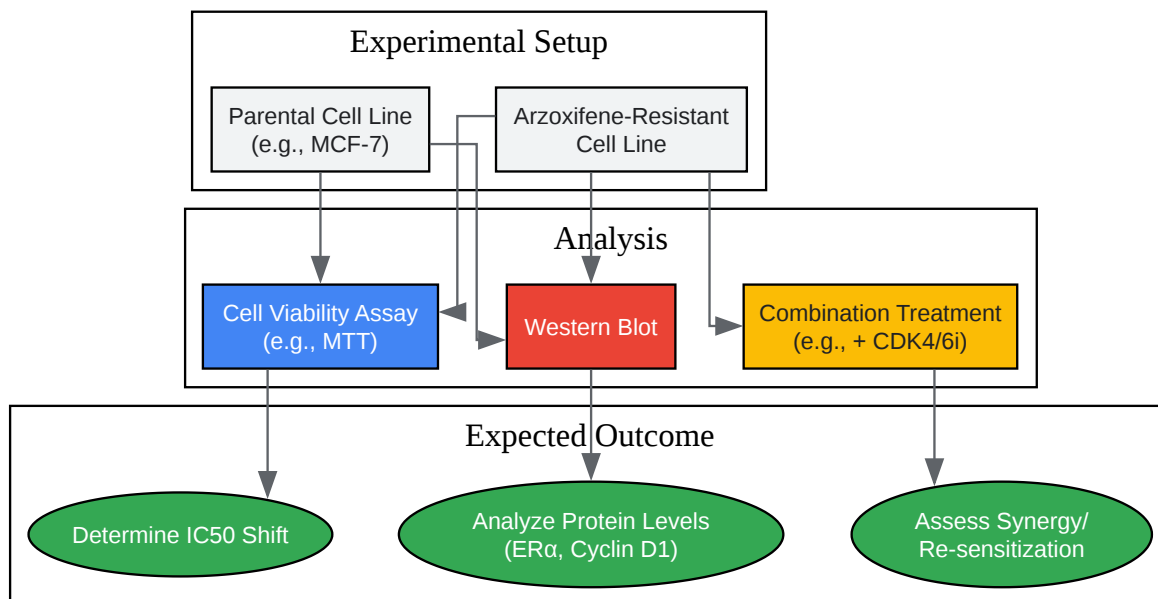 Experimental Setup
Parental Cell Line
(e.g., MCF-7)
Arzoxifene-Resistant
Cell Line
Analysis
Cell Viability Assay
(e.g., MTT)
Western Blot
Combination Treatment
(e.g., + CDK4/6i)
Expected Outcome
Determine IC50 Shift
Analyze Protein Levels
(ERα, Cyclin D1)
Assess Synergy/
Re-sensitization